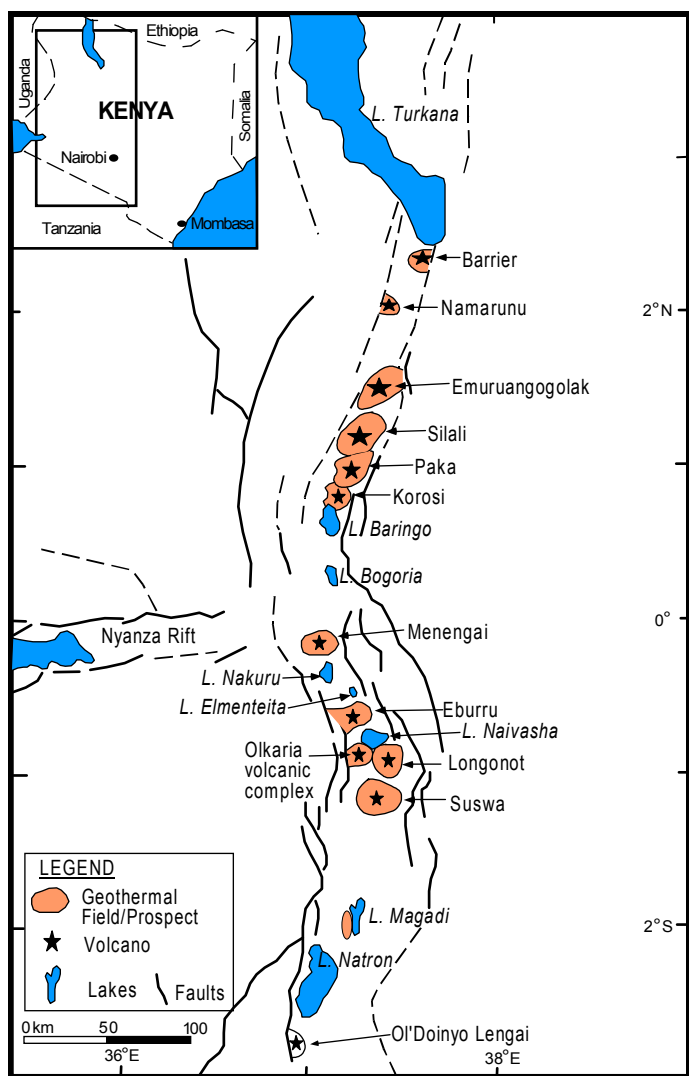 Ethiopia
Uganda
KENYA
Somalia
Nairobi
Tanzania
Mombasa
L. Turkana
Barrier
Namarunu
2°N
Emuruangogolak
Silali
Paka
Korosi
L. Baringo
L. Bogoria
0°
Menengai
Nyanza Rift
L. Nakuru
L. Elmenteita
Eburru
L. Naivasha
Olkaria
volcanic
complex
Longonot
Suswa
LEGEND
Geothermal
Field/Prospect
Volcano
Lakes
Faults
0 km 50 100
L. Magadi
2°S
L. Natron
Ol'Doinyo Lengai
36°E
38°E